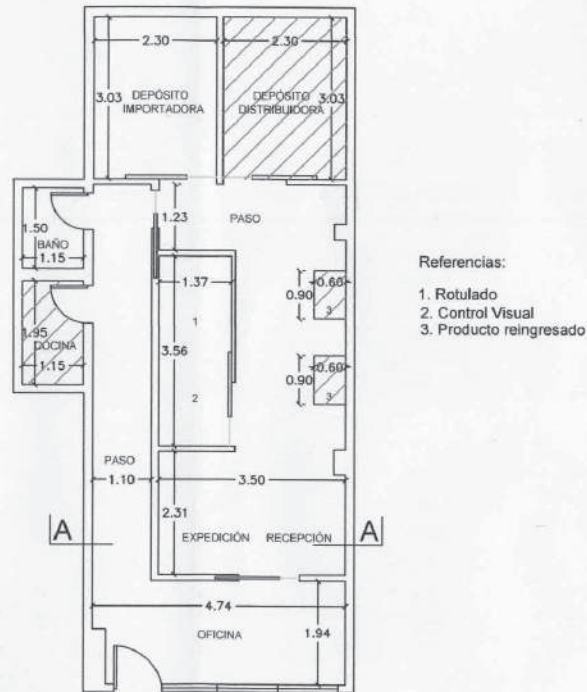 2.30
2.30
3.03
DEPÓSITO
IMPORTADORA
DEPÓSITO
DISTRIBUIDORA
3.03
1.23
PASO
1.50
BAÑO
1.15
1.37
0.90
0.60
3
1
1.95
COCINA
1.15
3.56
2
0.90
0.60
3
PASO
1.10
3.50
2.31
A
EXPEDICIÓN
RECEPCIÓN
A
4.74
OFICINA
1.94
Referencias:
1. Rotulado
2. Control Visual
3. Producto reingresado